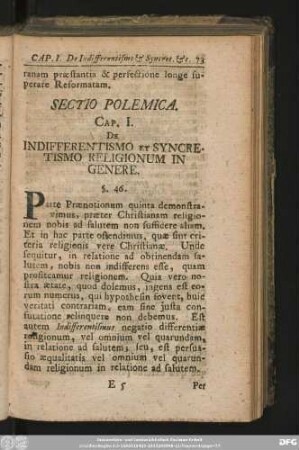 CAP. I. De Indifferentismo & Syncret. &c. 73
ranam præstantia & perfectione longe su-
perare Reformatam.
SECTIO POLEMICA.
CAP. I.
DE
INDIFFERENTISMO ET SYNCRE-
TISMO RELIGIONUM IN
GENERE.
§. 46.
Parte Prænotionum quinta demonstra-
vimus, præter Christianam religio-
nem nobis ad salutem non sufficere aliam.
Et in hac parte ostendimus, quæ sint cri-
teria religionis vere Christianæ. Unde
sequitur, in relatione ad obtinendam sa-
lutem, nobis non indifferens esse, quam
profiteamur religionem. Quia vero no-
stra ætate, quod dolemus, ingens est eo-
rum numerus, qui hypothesin fovent, huic
veritati contrariam, eam sine justa con-
futatione relinquere non debemus. Est
autem Indifferentismus negatio differentiæ
religionum, vel omnium vel quarundam,
in relatione ad salutem; seu, est persua-
sio æqualitatis vel omnium vel quarun-
dam religionum in relatione ad salutem.
E 5 Per